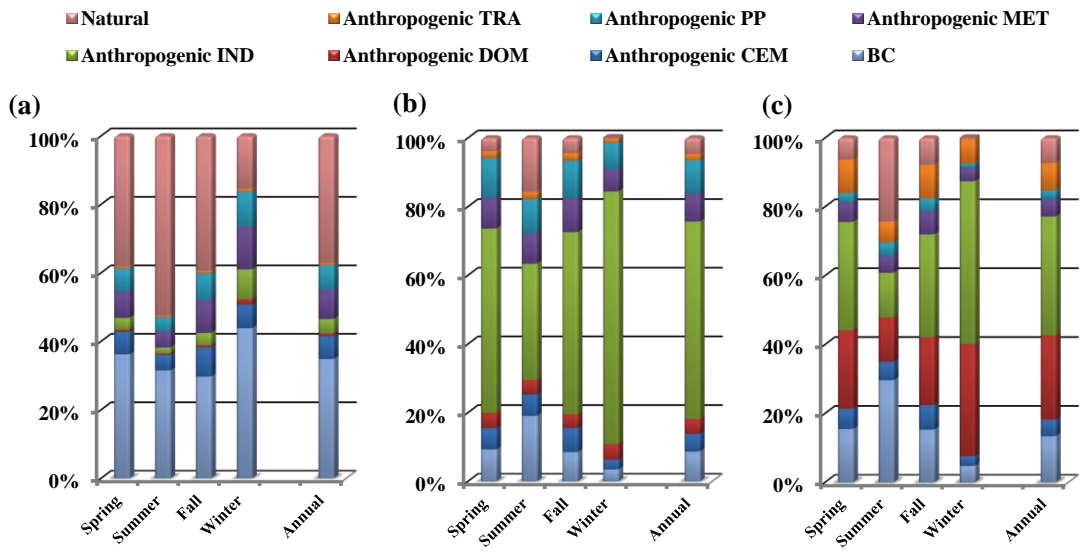 Natural Anthropogenic TRA Anthropogenic PP Anthropogenic MET
Anthropogenic IND Anthropogenic DOM Anthropogenic CEM BC
(a)
100%
80%
60%
40%
20%
0%
Spring Summer Fall Winter Annual
(b)
100%
80%
60%
40%
20%
0%
Spring Summer Fall Winter Annual
(c)
100%
80%
60%
40%
20%
0%
Spring Summer Fall Winter Annual